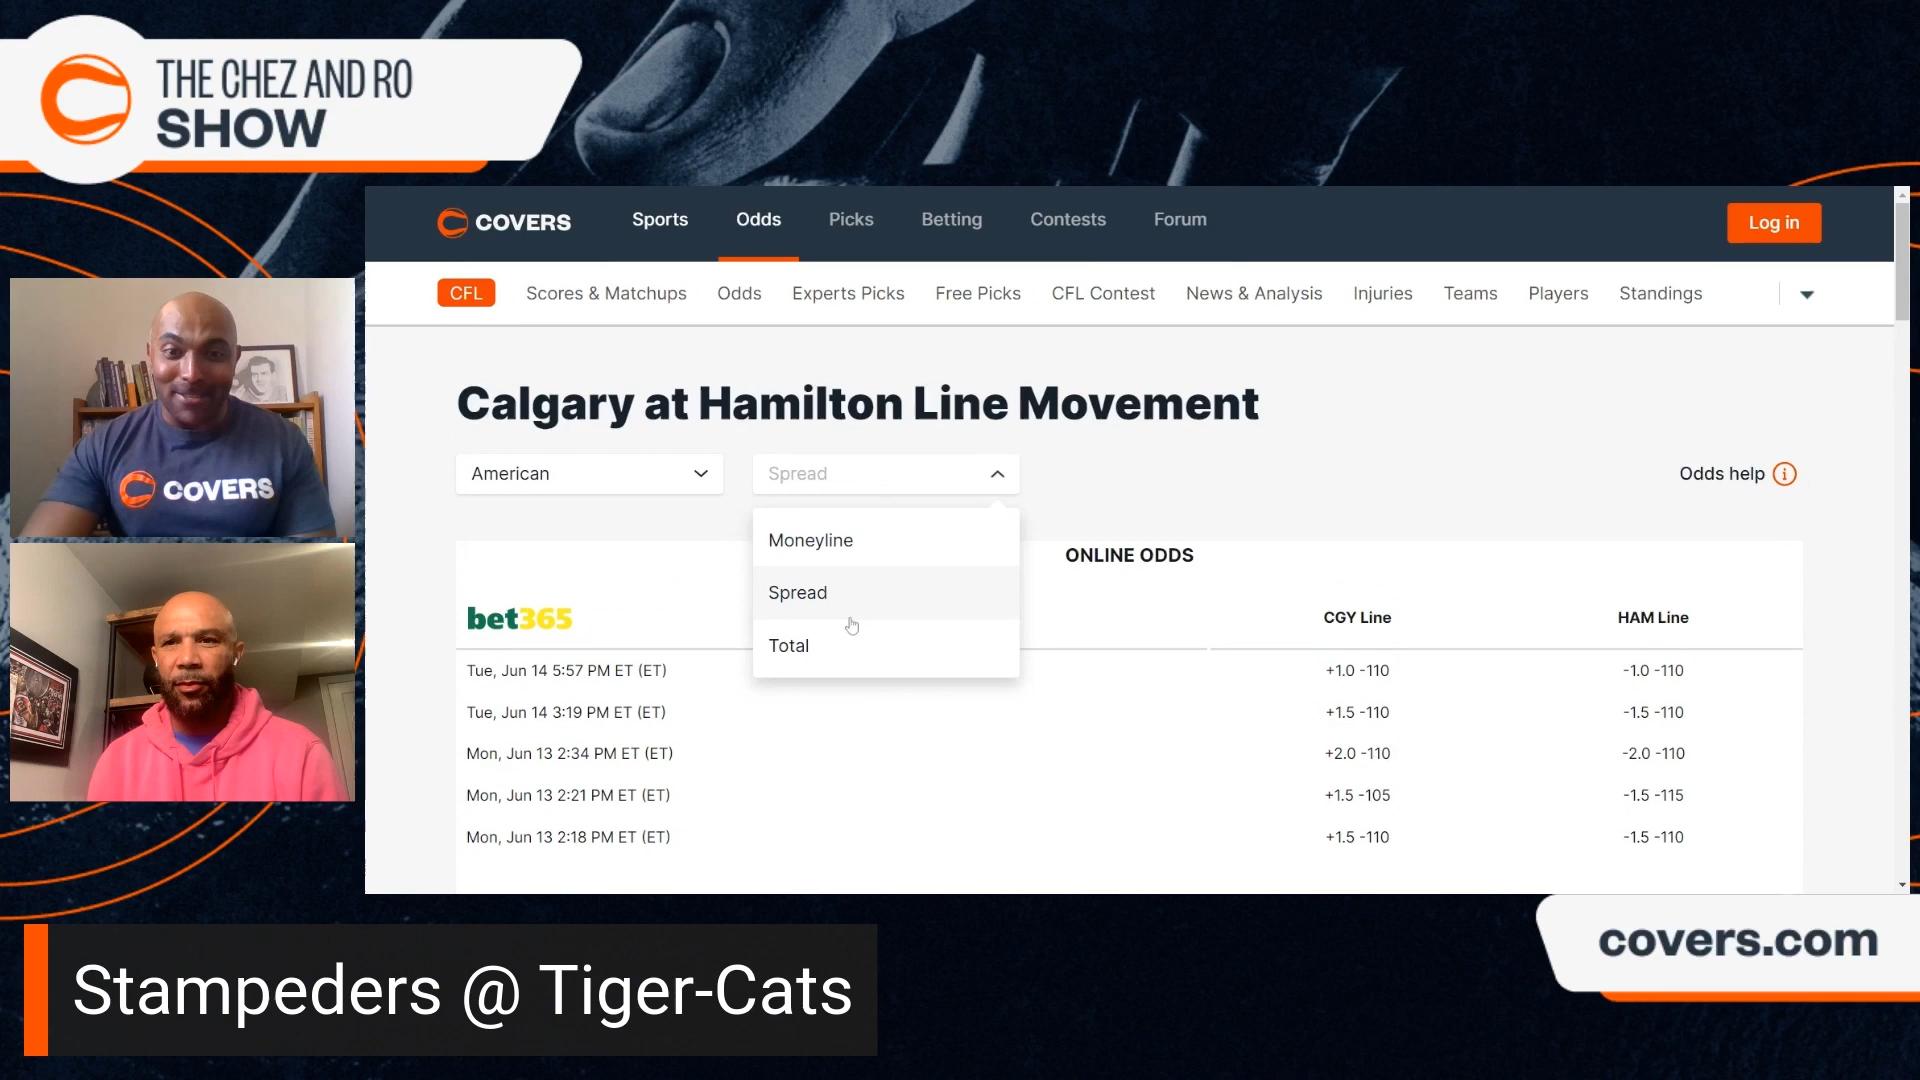 THE CHEZ AND RO
SHOW
COVERS
Sports
Odds
Picks
Betting
Contests
Forum
Log in
CFL
Scores & Matchups
Odds
Experts Picks
Free Picks
CFL Contest
News & Analysis
Injuries
Teams
Players
Standings
Calgary at Hamilton Line Movement
American
Spread
Odds help
Moneyline
Spread
Total
ONLINE ODDS
bet365
CGY Line
HAM Line
Tue, Jun 14 5:57 PM ET (ET)
+1.0 -110
-1.0 -110
Tue, Jun 14 3:19 PM ET (ET)
+1.5 -110
-1.5 -110
Mon, Jun 13 2:34 PM ET (ET)
+2.0 -110
-2.0 -110
Mon, Jun 13 2:21 PM ET (ET)
+1.5 -105
-1.5 -115
Mon, Jun 13 2:18 PM ET (ET)
+1.5 -110
-1.5 -110
COVERS
covers.com
Stampeders @ Tiger-Cats